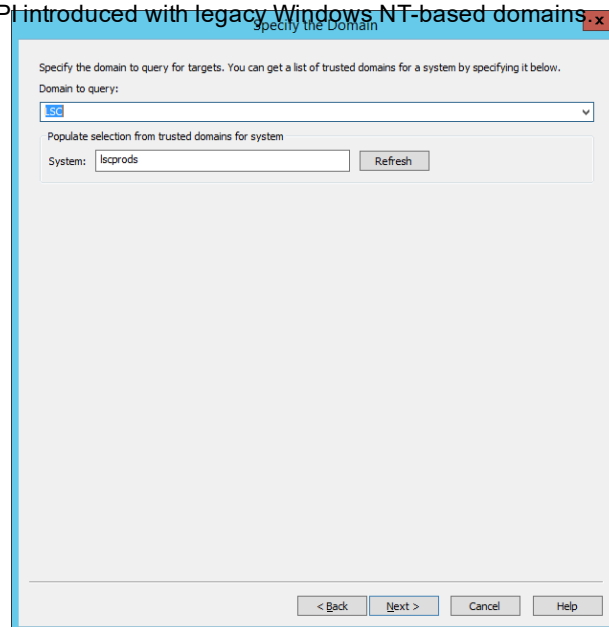 PI introduced with legacy Windows NT-based domains.
Specify the Domain
x
Specify the domain to query for targets. You can get a list of trusted domains for a system by specifying it below.
Domain to query:
LSC
Populate selection from trusted domains for system
System: lscprods Refresh
< Back Next > Cancel Help